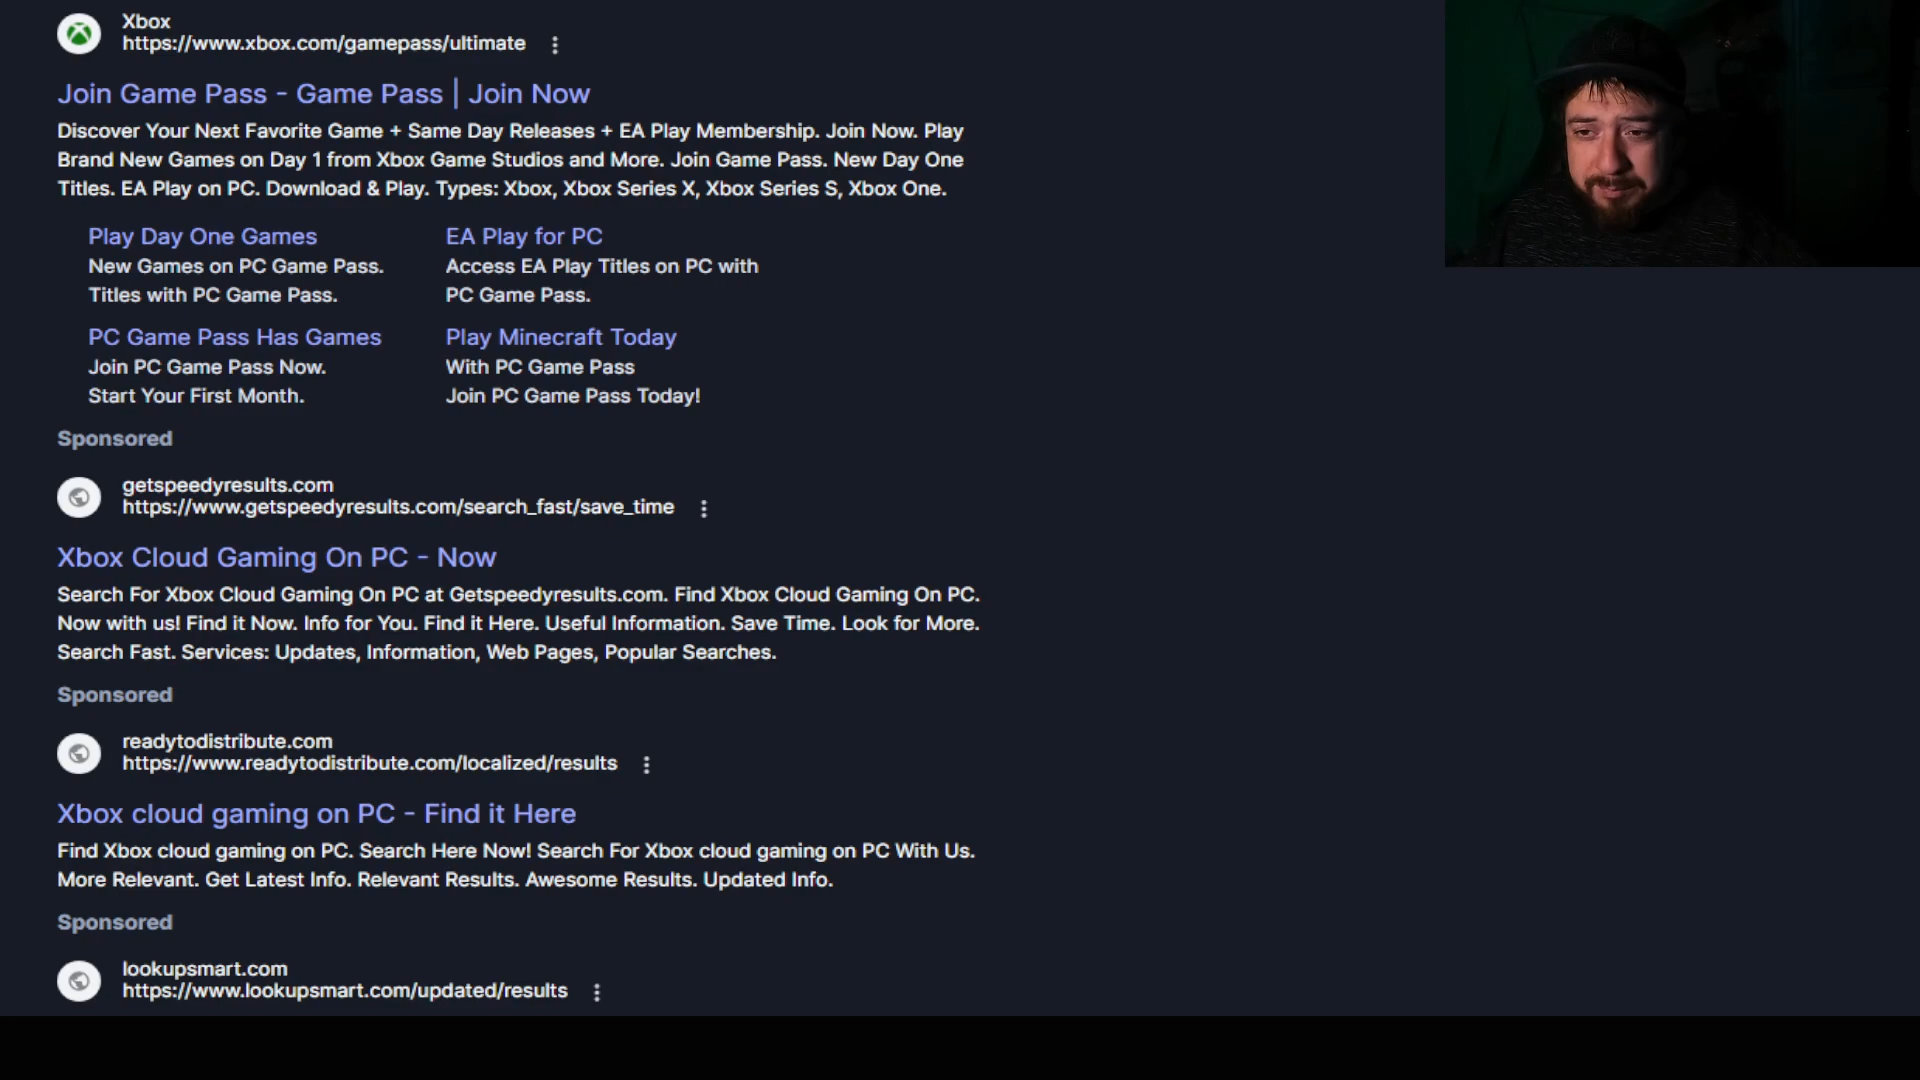 Xbox
https://www.xbox.com/gamepass/ultimate
Join Game Pass - Game Pass | Join Now
Discover Your Next Favorite Game + Same Day Releases + EA Play Membership. Join Now. Play
Brand New Games on Day 1 from Xbox Game Studios and More. Join Game Pass. New Day One
Titles. EA Play on PC. Download & Play. Types: Xbox, Xbox Series X, Xbox Series S, Xbox One.
Play Day One Games
New Games on PC Game Pass.
Titles with PC Game Pass.
EA Play for PC
Access EA Play Titles on PC with
PC Game Pass.
PC Game Pass Has Games
Join PC Game Pass Now.
Start Your First Month.
Play Minecraft Today
With PC Game Pass
Join PC Game Pass Today!
Sponsored
getspeedyresults.com
https://www.getspeedyresults.com/search_fast/save_time
Xbox Cloud Gaming On PC - Now
Search For Xbox Cloud Gaming On PC at Getspeedyresults.com. Find Xbox Cloud Gaming On PC.
Now with us! Find it Now. Info for You. Find it Here. Useful Information. Save Time. Look for More.
Search Fast. Services: Updates, Information, Web Pages, Popular Searches.
Sponsored
readytodistribute.com
https://www.readytodistribute.com/localized/results
Xbox cloud gaming on PC - Find it Here
Find Xbox cloud gaming on PC. Search Here Now! Search For Xbox cloud gaming on PC With Us.
More Relevant. Get Latest Info. Relevant Results. Awesome Results. Updated Info.
Sponsored
lookupsmart.com
https://www.lookupsmart.com/updated/results